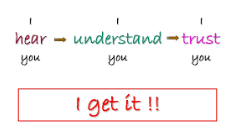 I I I
hear understand trust
you you you
I get it !!